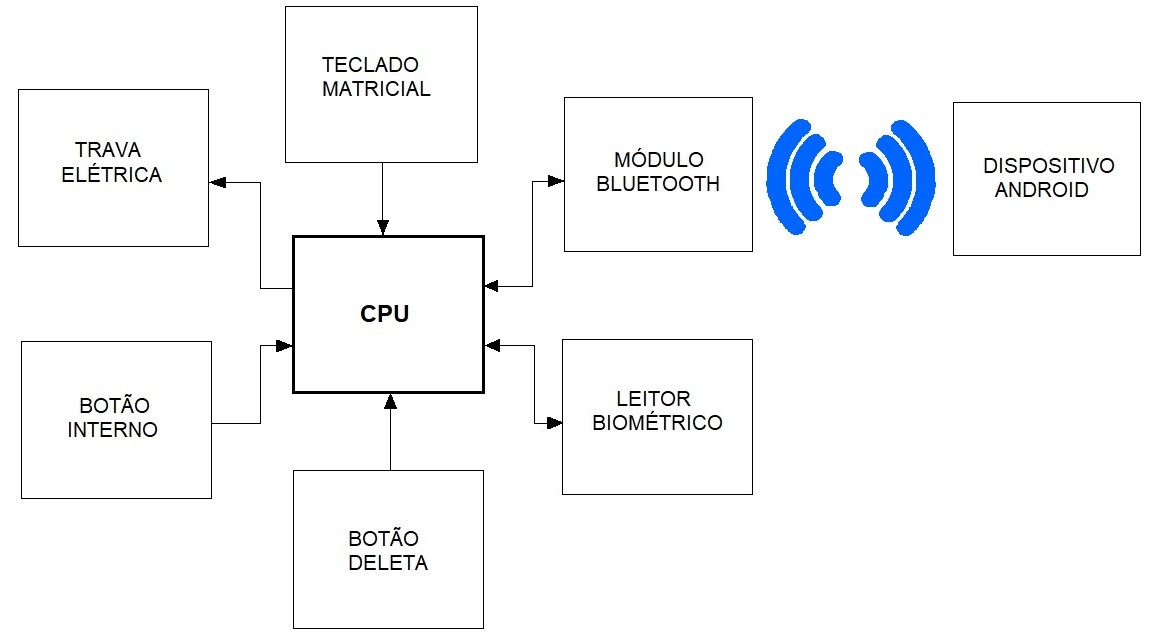 TECLADO
MATRICIAL
TRAVA
ELÉTRICA
MÓDULO
BLUETOOTH
DISPOSITIVO
ANDROID
CPU
BOTÃO
INTERNO
LEITOR
BIOMÉTRICO
BOTÃO
DELETA